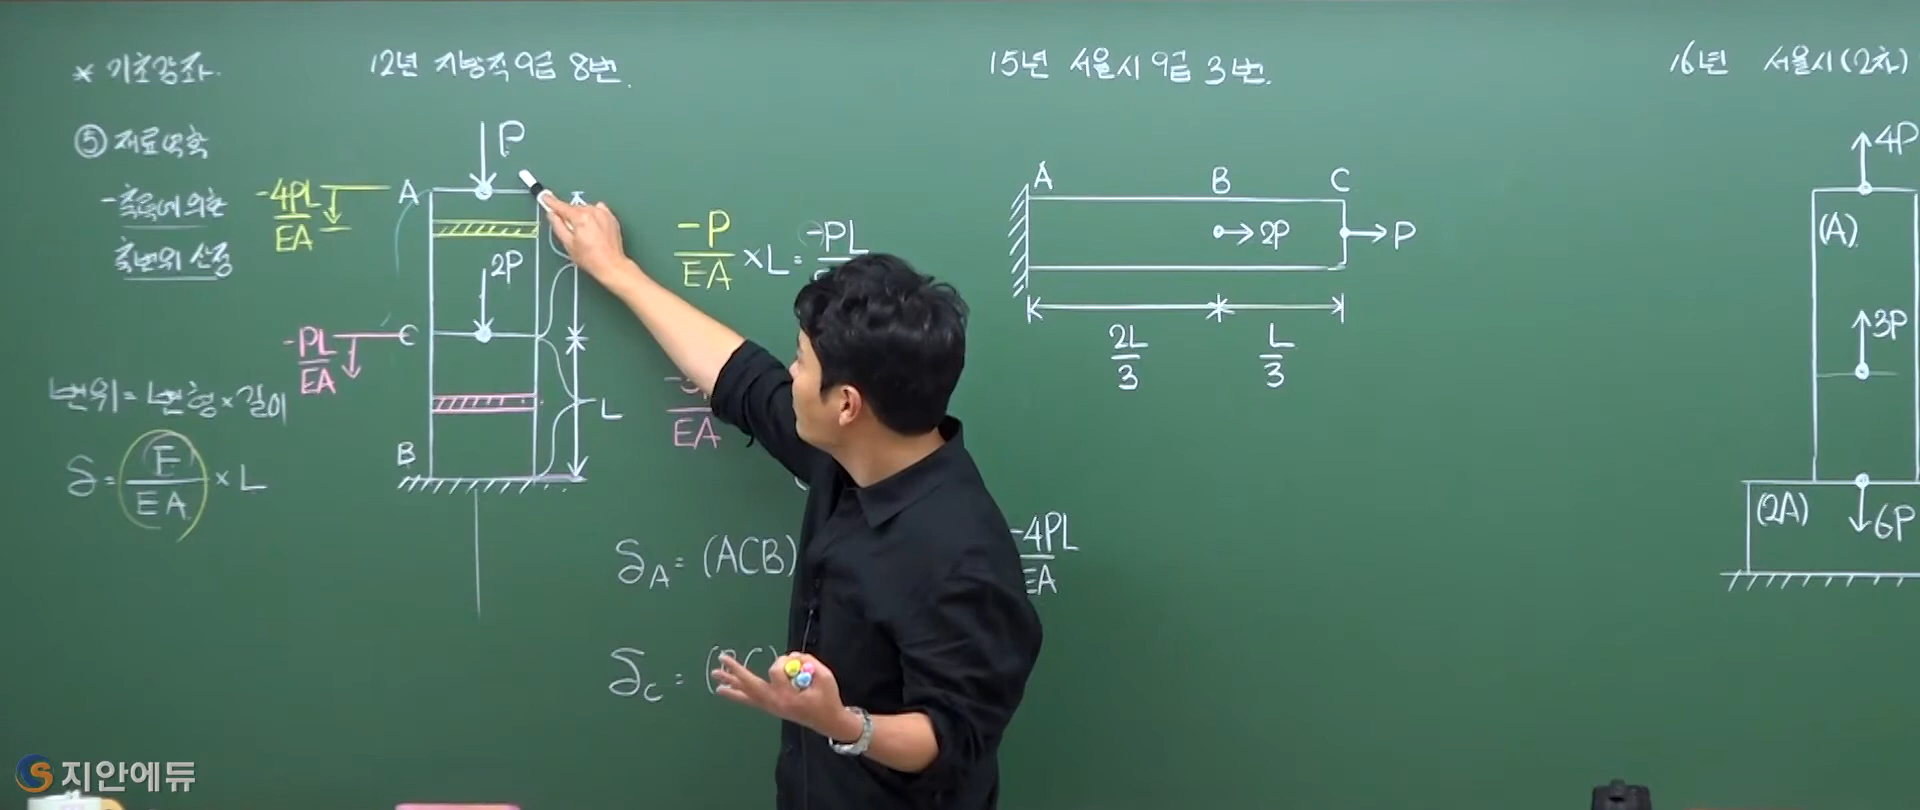 * 기초강좌.
⑤ 재료역학
- 축력에 의한
축변위 산정
변위 = 변형 × 길이
δ = F/EA × L
12년 지방직 9급 8번.
P
A
-4PL/EA
2P
C
-PL/EA
B
L
-P/EA × L = -PL
EA
δA = (ACB)
-4PL/EA
δC =
15년 서울시 9급 3번.
A B C
2P P
2L/3 L/3
16년 서울시(2차)
4P
(A)
3P
(2A)
6P
지안에듀